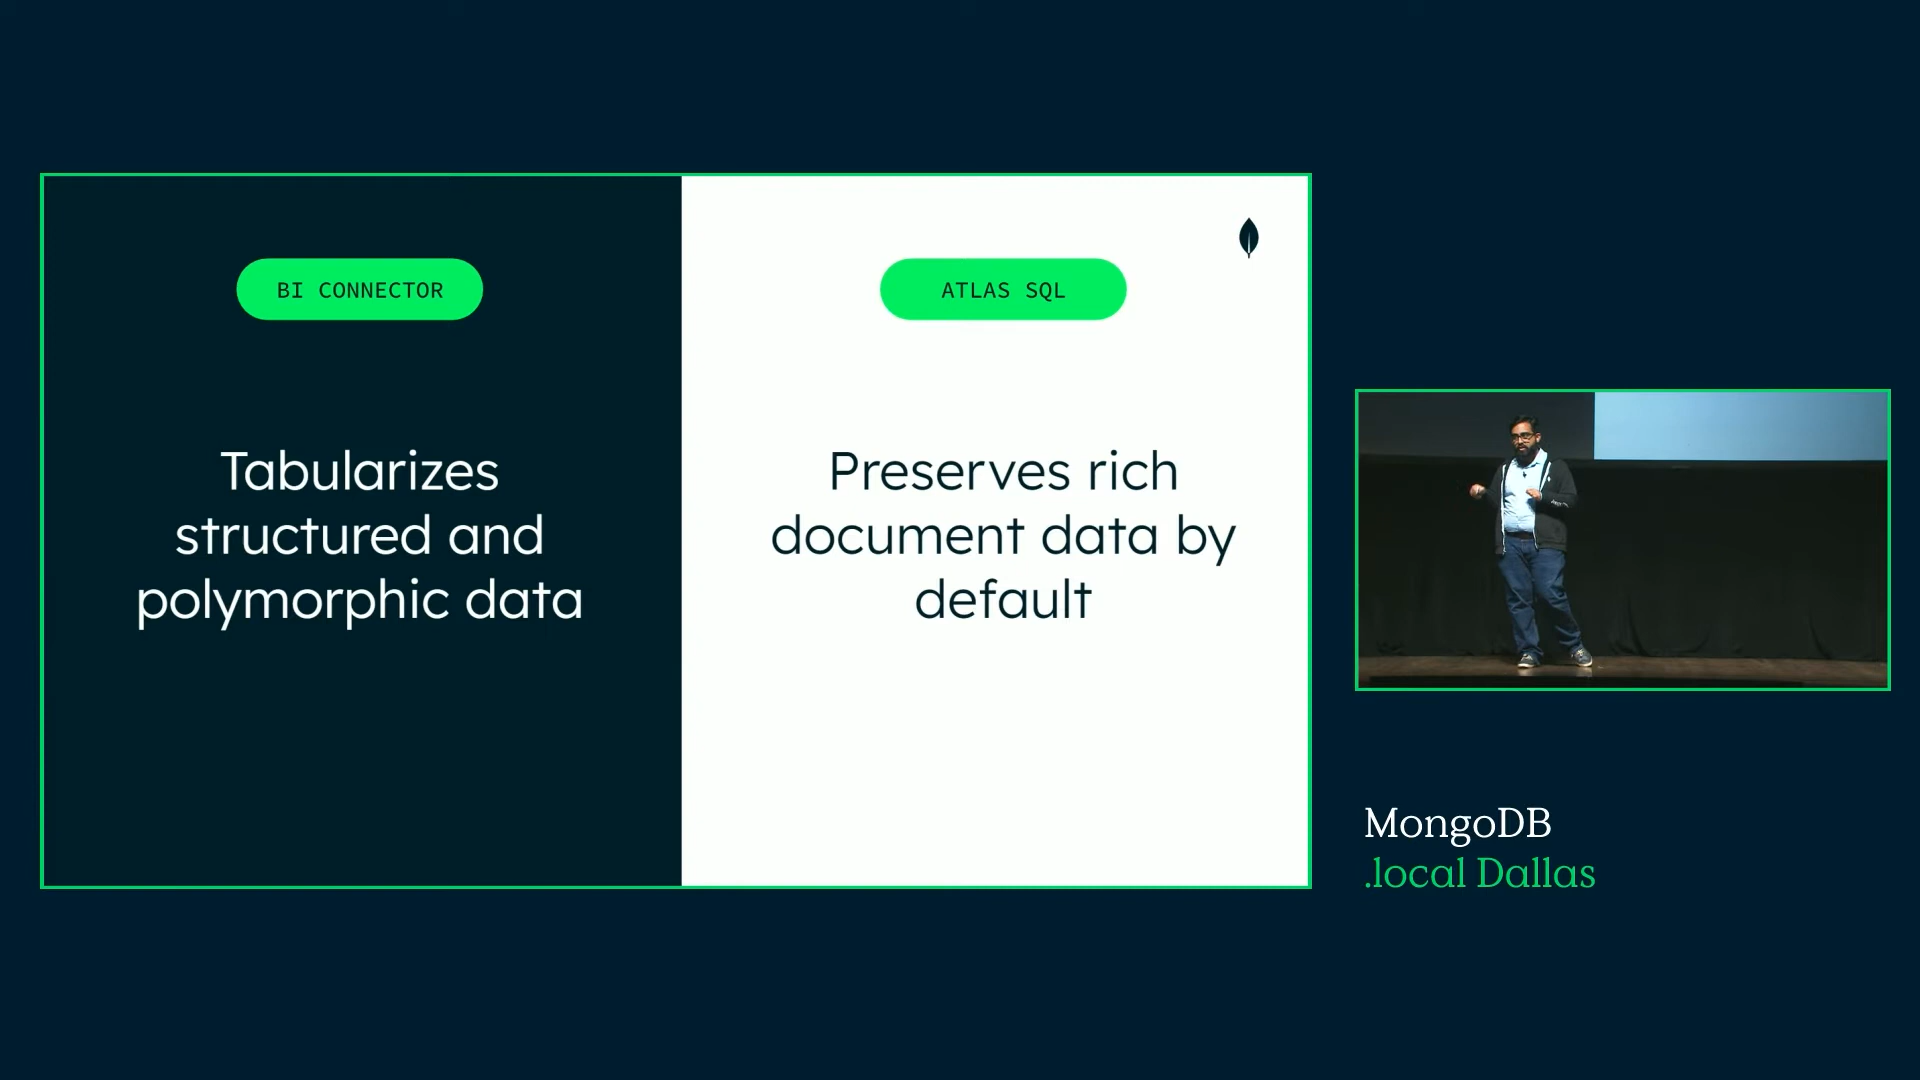 BI CONNECTOR
Tabularizes
structured and
polymorphic data
ATLAS SQL
Preserves rich
document data by
default
MongoDB
.local Dallas